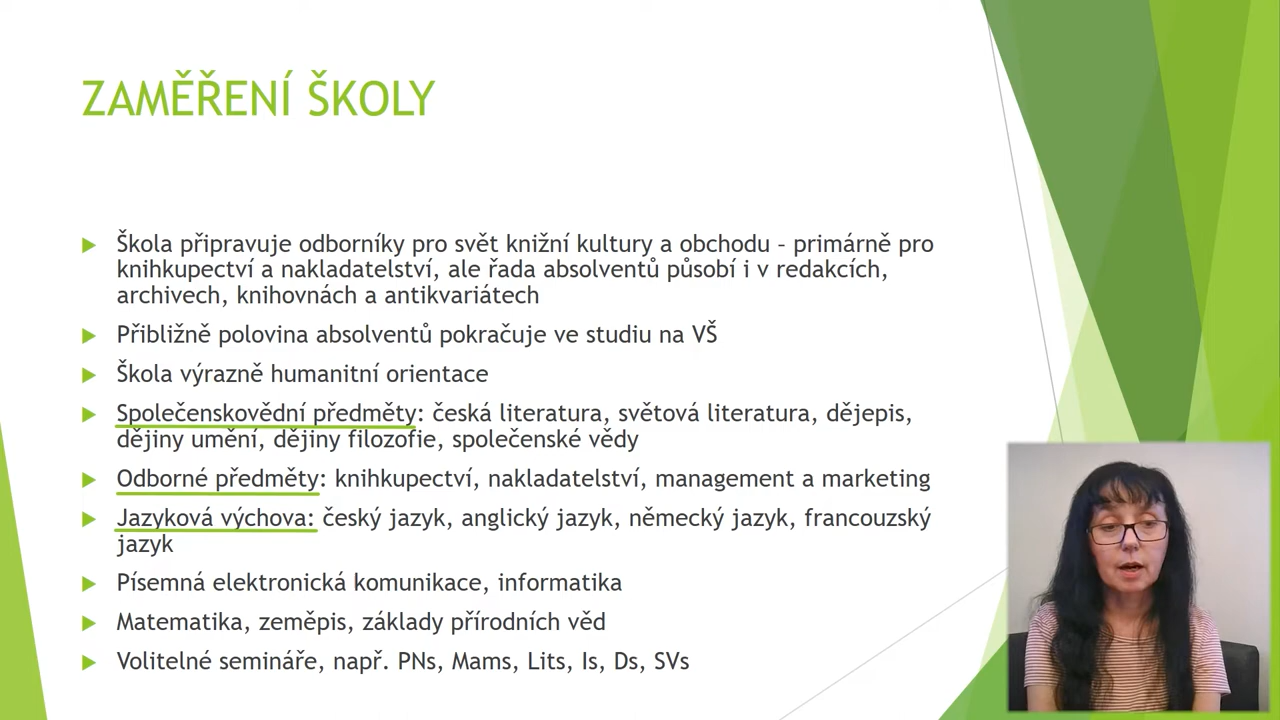 ZAMĚŘENÍ ŠKOLY
Škola připravuje odborníky pro svět knižní kultury a obchodu – primárně pro
knihkupectví a nakladatelství, ale řada absolventů působí i v redakcích,
archivech, knihovnách a antikvariátech
Přibližně polovina absolventů pokračuje ve studiu na VŠ
Škola výrazně humanitní orientace
Společenskovědní předměty: česká literatura, světová literatura, dějepis,
dějiny umění, dějiny filozofie, společenské vědy
Odborné předměty: knihkupectví, nakladatelství, management a marketing
Jazyková výchova: český jazyk, anglický jazyk, německý jazyk, francouzský
jazyk
Písemná elektronická komunikace, informatika
Matematika, zeměpis, základy přírodních věd
Volitelné semináře, např. PNs, Mams, Lits, Is, Ds, SVs